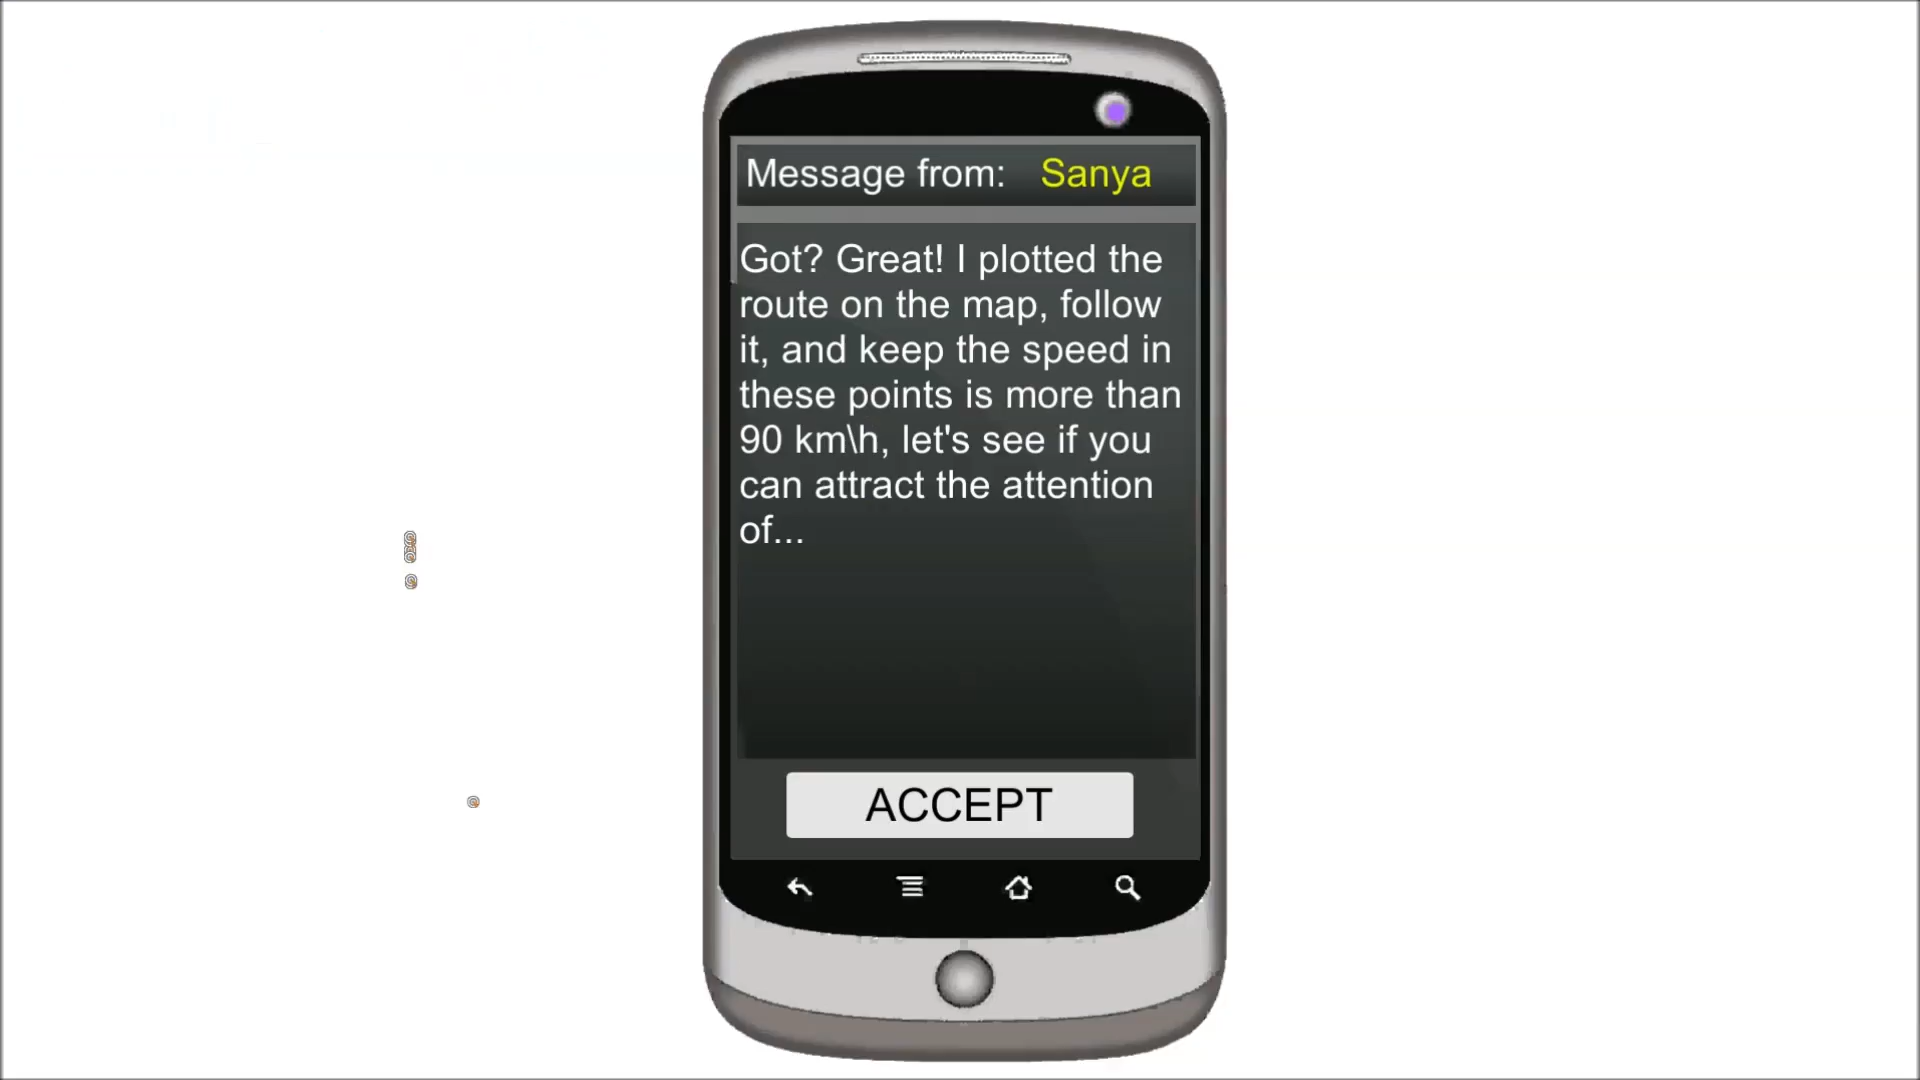 Message from: Sanya
Got? Great! I plotted the
route on the map, follow
it, and keep the speed in
these points is more than
90 km\h, let's see if you
can attract the attention
of...
ACCEPT